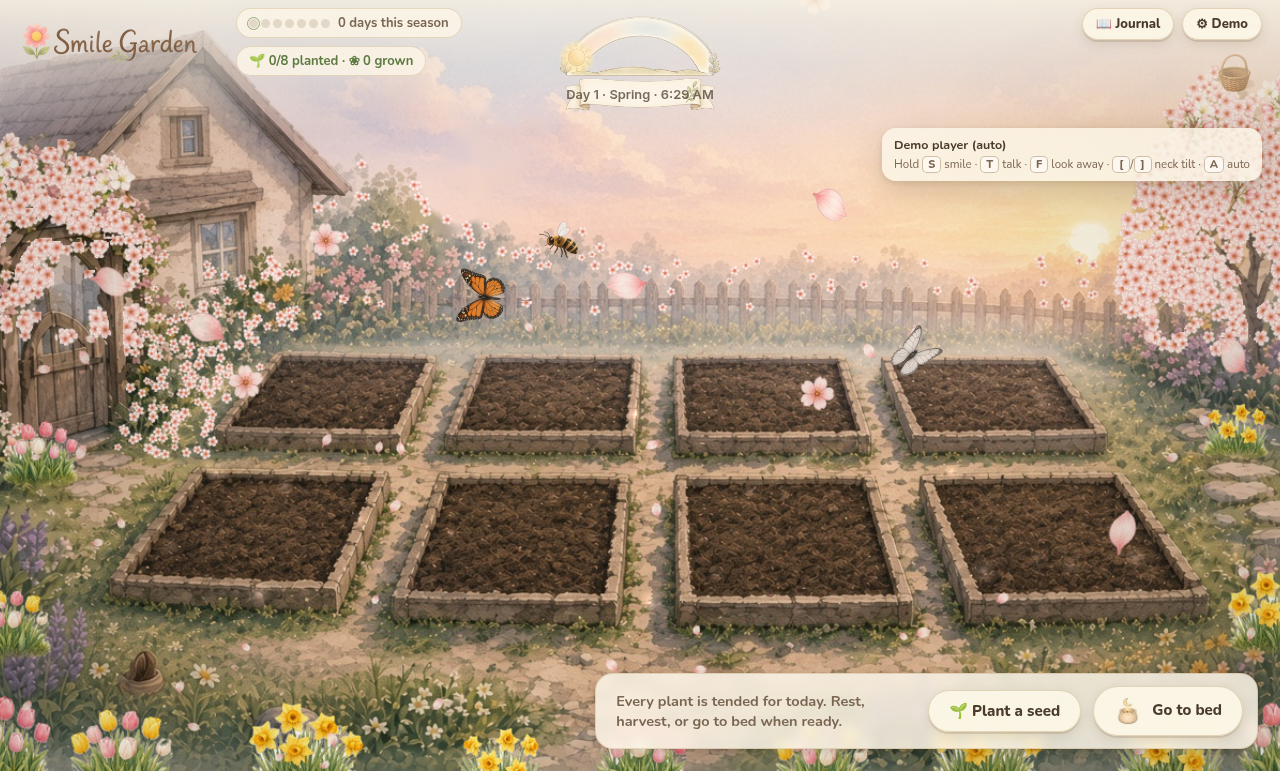 Smile Garden
0 days this season
🌱 0/8 planted · ❀ 0 grown
Day 1 · Spring · 6:29 AM
📖 Journal
⚙ Demo
Demo player (auto)
Hold S smile · T talk · F look away · [ / ] neck tilt · A auto
Every plant is tended for today. Rest,
harvest, or go to bed when ready.
🌱 Plant a seed
Go to bed